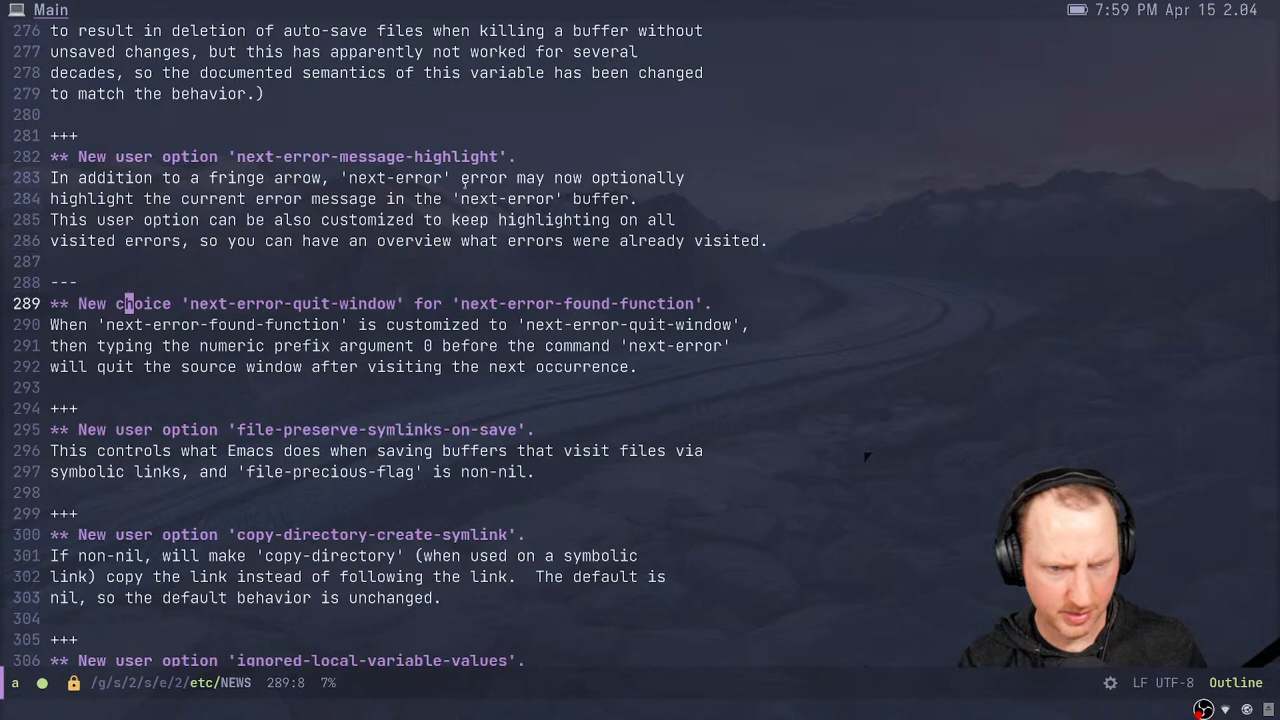 Main
7:59 PM Apr 15 2.04
276 to result in deletion of auto-save files when killing a buffer without
277 unsaved changes, but this has apparently not worked for several
278 decades, so the documented semantics of this variable has been changed
279 to match the behavior.)
280
281 +++
282 ** New user option 'next-error-message-highlight'.
283 In addition to a fringe arrow, 'next-error' error may now optionally
284 highlight the current error message in the 'next-error' buffer.
285 This user option can be also customized to keep highlighting on all
286 visited errors, so you can have an overview what errors were already visited.
287
288 ---
289 ** New choice 'next-error-quit-window' for 'next-error-found-function'.
290 When 'next-error-found-function' is customized to 'next-error-quit-window',
291 then typing the numeric prefix argument 0 before the command 'next-error'
292 will quit the source window after visiting the next occurrence.
293
294 +++
295 ** New user option 'file-preserve-symlinks-on-save'.
296 This controls what Emacs does when saving buffers that visit files via
297 symbolic links, and 'file-precious-flag' is non-nil.
298
299 +++
300 ** New user option 'copy-directory-create-symlink'.
301 If non-nil, will make 'copy-directory' (when used on a symbolic
302 link) copy the link instead of following the link.  The default is
303 nil, so the default behavior is unchanged.
304
305 +++
306 ** New user option 'ignored-local-variable-values'.
a /g/s/2/s/e/2/etc/NEWS 289:8 7% LF UTF-8 Outline